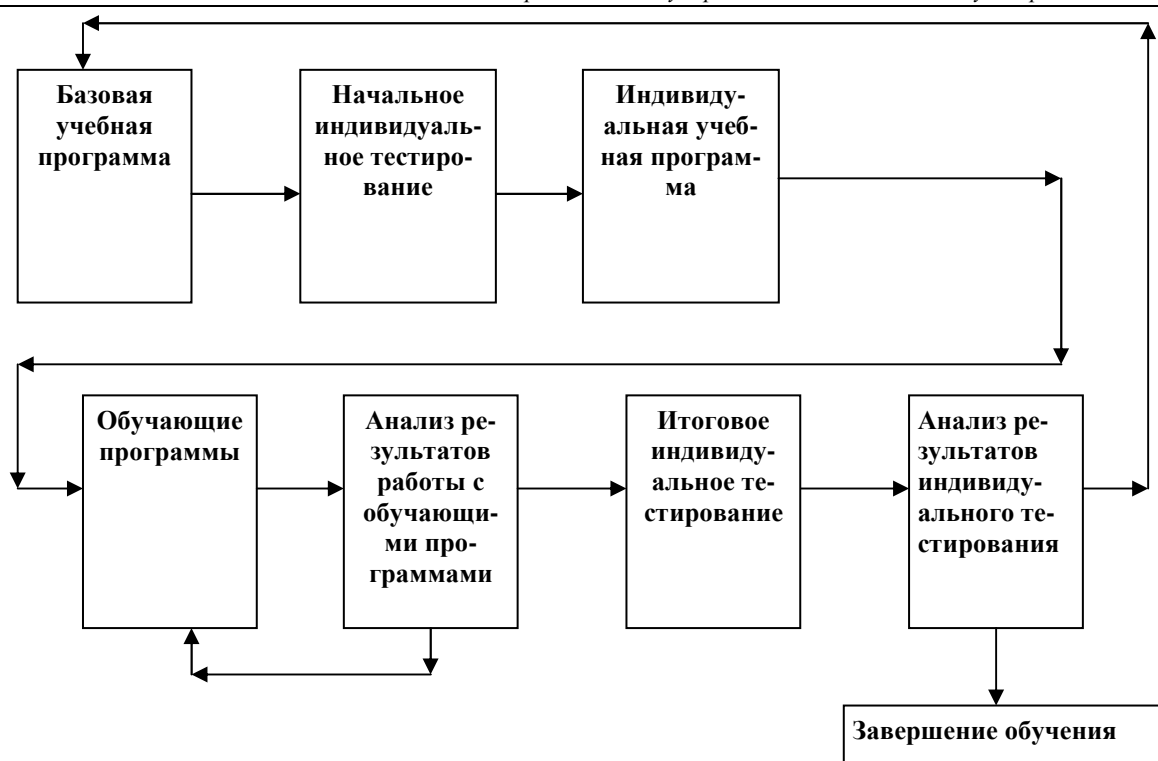 Базовая
учебная
программа
Начальное
индивидуаль-
ное тестиро-
вание
Индивиду-
альная учеб-
ная програм-
ма
Обучающие
программы
Анализ ре-
зультатов
работы с
обучающи-
ми про-
граммами
Итоговое
индивиду-
альное те-
стирование
Анализ ре-
зультатов
индивиду-
ального те-
стирования
Завершение обучения